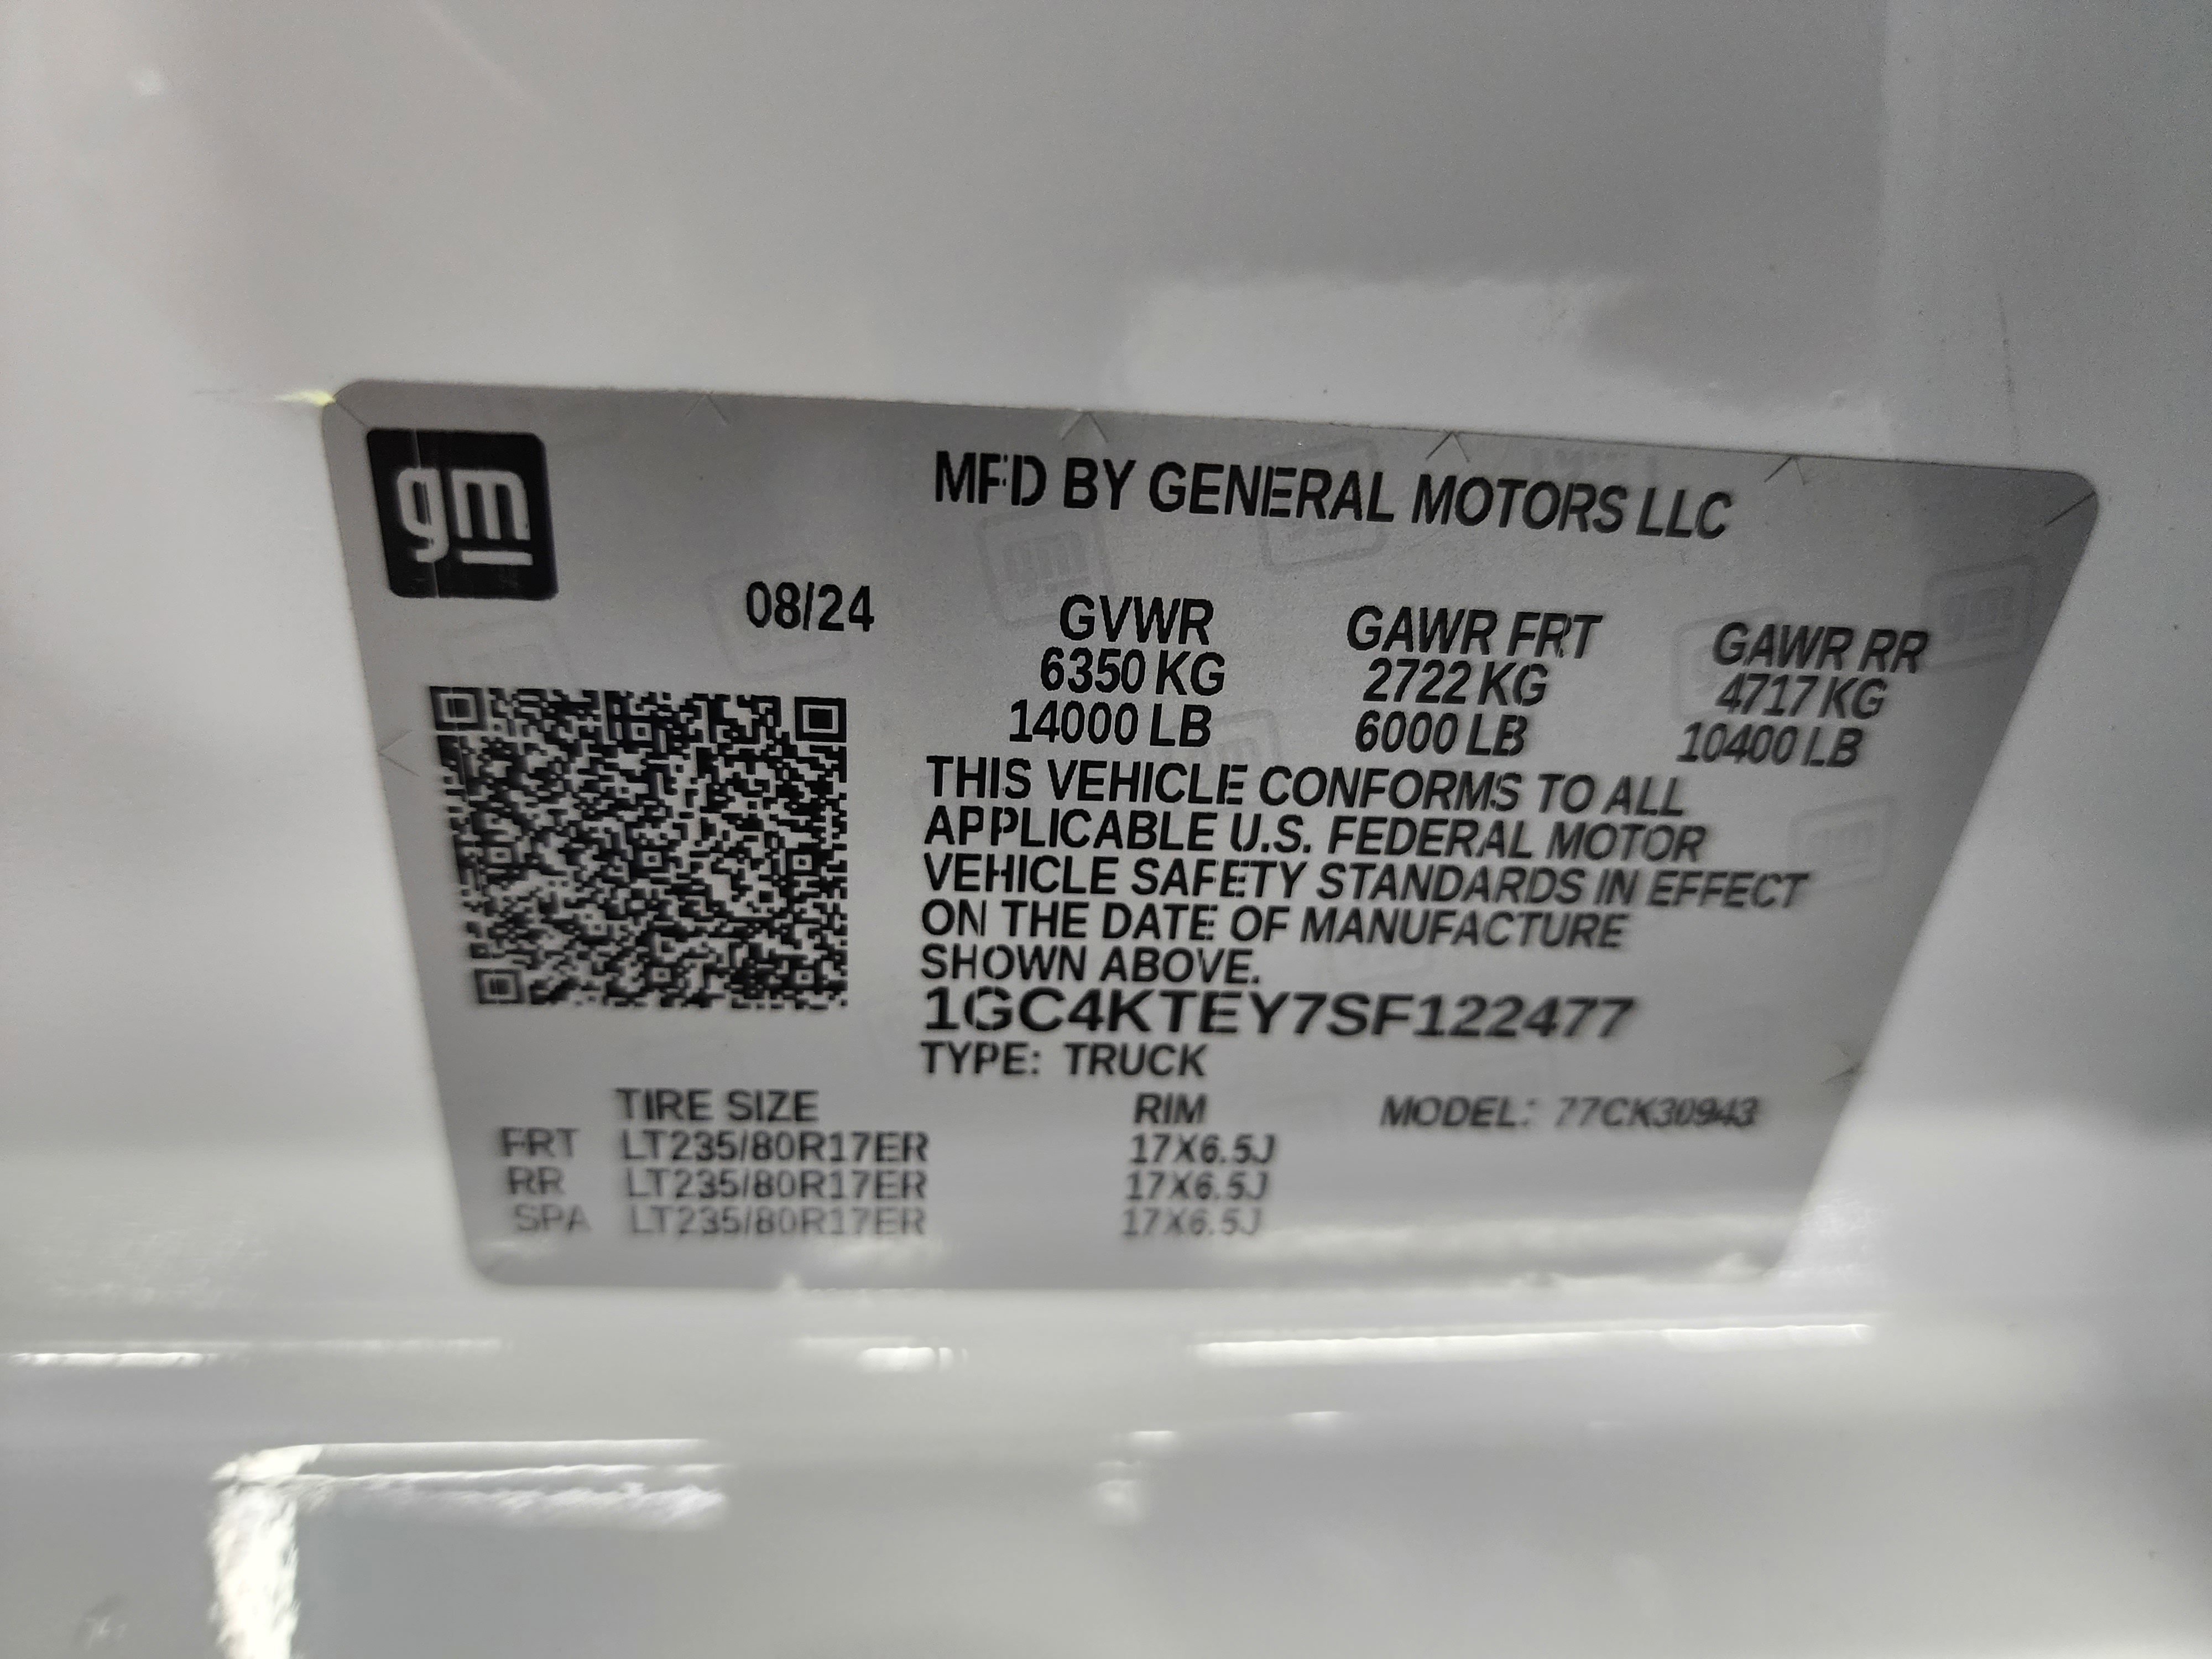 gm
MFD BY GENERAL MOTORS LLC
08/24
GVWR GAWR FRT GAWR RR
6350 KG 2722 KG 4717 KG
14000 LB 6000 LB 10400 LB
THIS VEHICLE CONFORMS TO ALL
APPLICABLE U.S. FEDERAL MOTOR
VEHICLE SAFETY STANDARDS IN EFFECT
ON THE DATE OF MANUFACTURE
SHOWN ABOVE.
1GC4KTEY7SF122477
TYPE: TRUCK
TIRE SIZE RIM MODEL: 77CK30943
FRT LT235/80R17ER 17X6.5J
RR LT235/80R17ER 17X6.5J
SPA LT235/80R17ER 17X6.5J